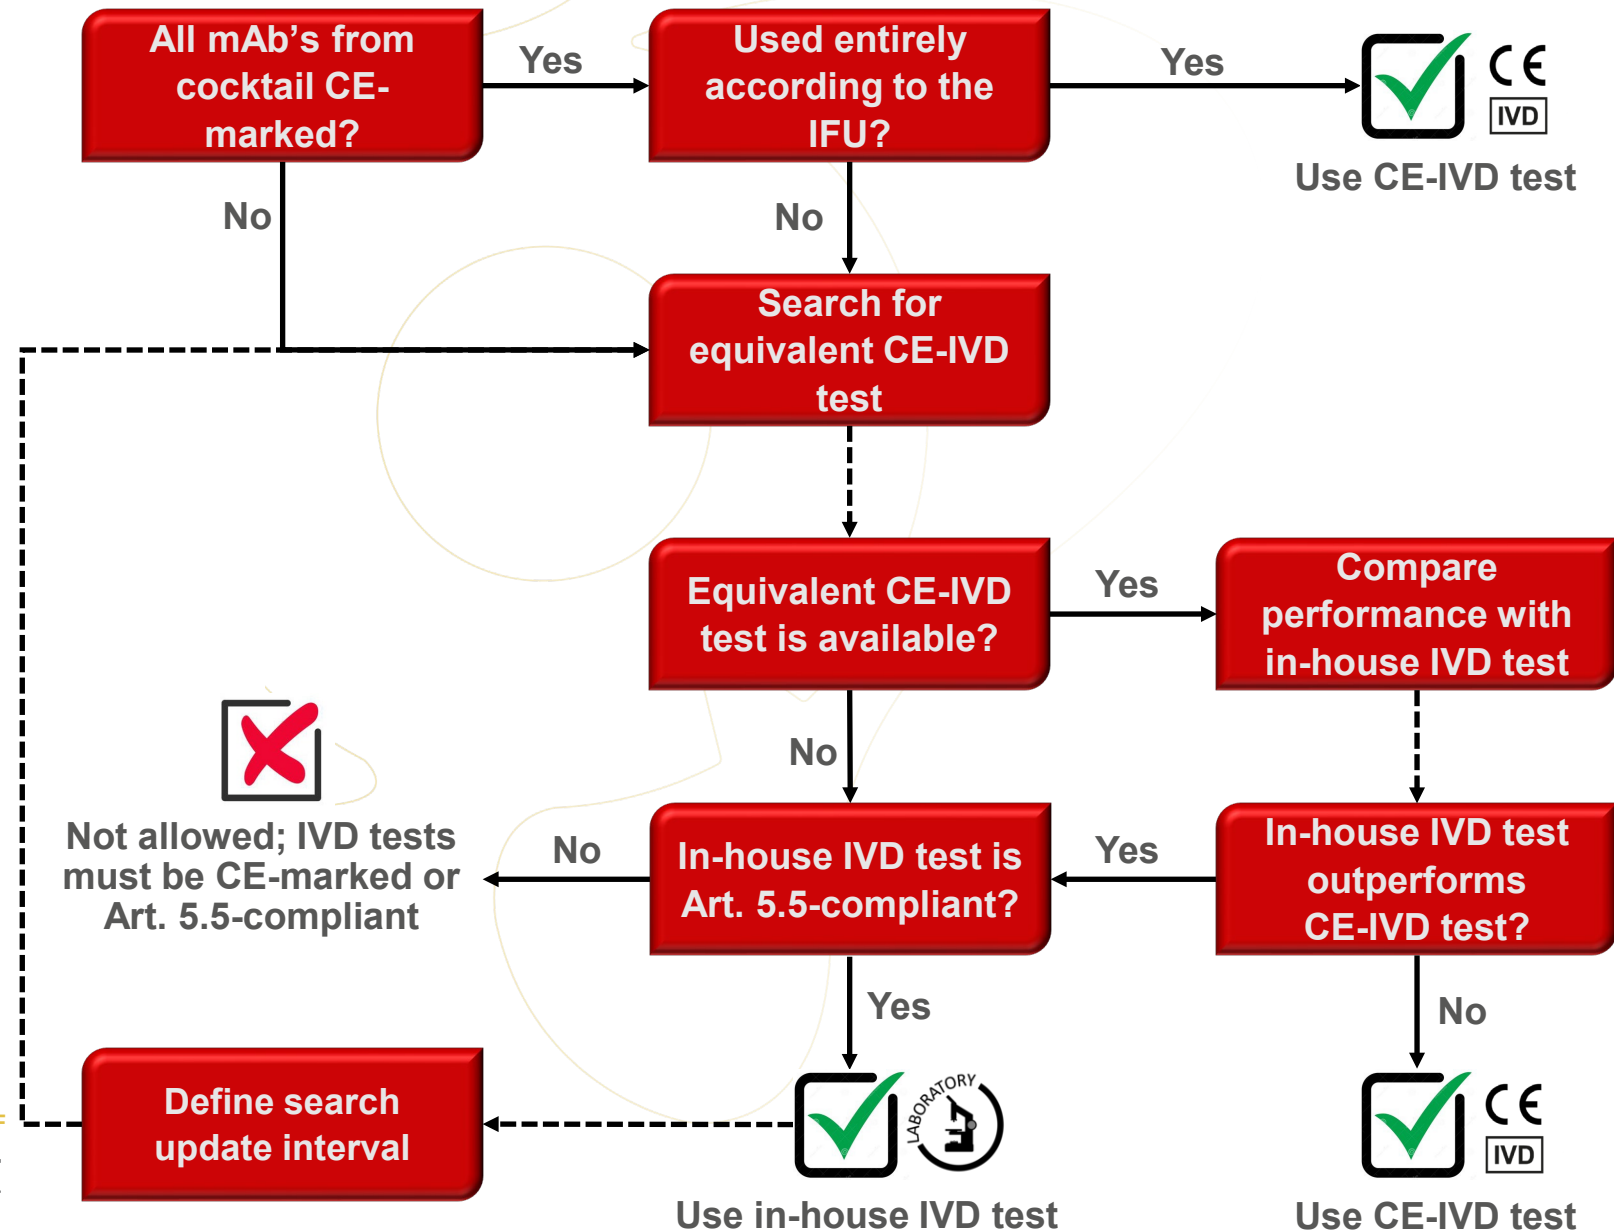 All mAb's from
cocktail CE-
marked?
Yes
Used entirely
according to the
IFU?
Yes
CE
IVD
Use CE-IVD test
No
No
Search for
equivalent CE-IVD
test
Equivalent CE-IVD
test is available?
Yes
Compare
performance with
in-house IVD test
No
Not allowed; IVD tests
must be CE-marked or
Art. 5.5-compliant
No
In-house IVD test is
Art. 5.5-compliant?
Yes
In-house IVD test
outperforms
CE-IVD test?
Yes
No
Define search
update interval
LABORATORY
Use in-house IVD test
CE
IVD
Use CE-IVD test